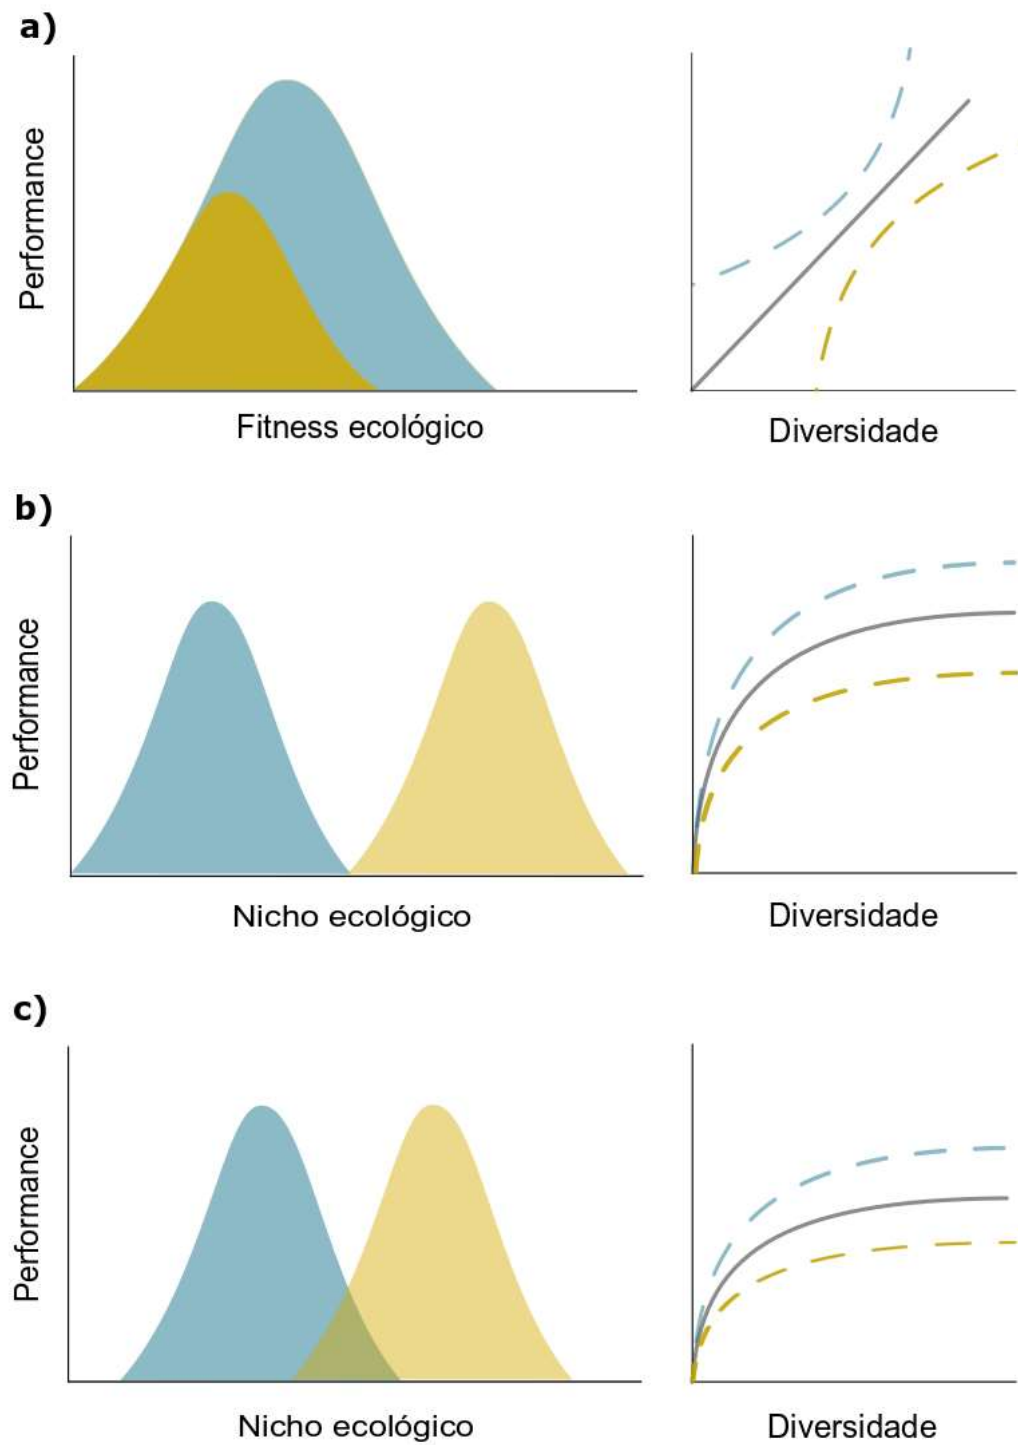 a)
Performance
Fitness ecológico
Diversidade
b)
Performance
Nicho ecológico
Diversidade
c)
Performance
Nicho ecológico
Diversidade